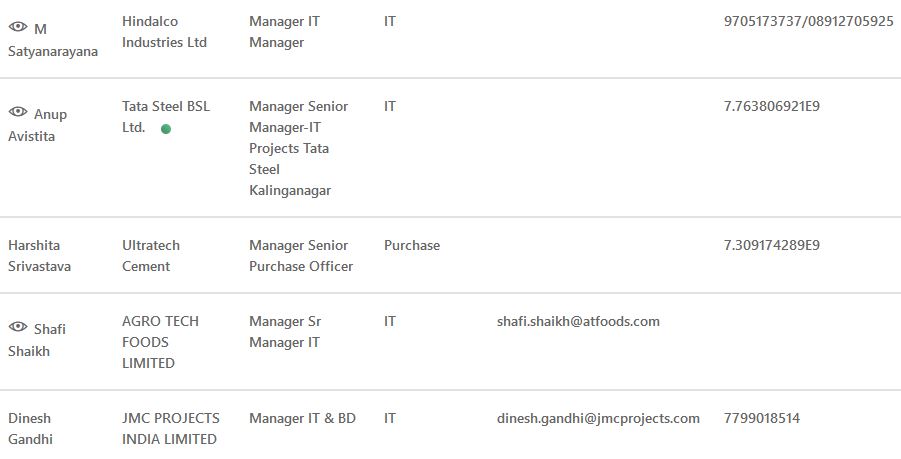 M Satyanarayana
Hindalco Industries Ltd
Manager IT Manager
IT
9705173737/08912705925
Anup Avistita
Tata Steel BSL Ltd.
Manager Senior Manager-IT Projects Tata Steel Kalinganagar
IT
7.763806921E9
Harshita Srivastava
Ultratech Cement
Manager Senior Purchase Officer
Purchase
7.309174289E9
Shafi Shaikh
AGRO TECH FOODS LIMITED
Manager Sr Manager IT
IT
shafi.shaikh@atfoods.com
Dinesh Gandhi
JMC PROJECTS INDIA LIMITED
Manager IT & BD
IT
dinesh.gandhi@jmcprojects.com
7799018514